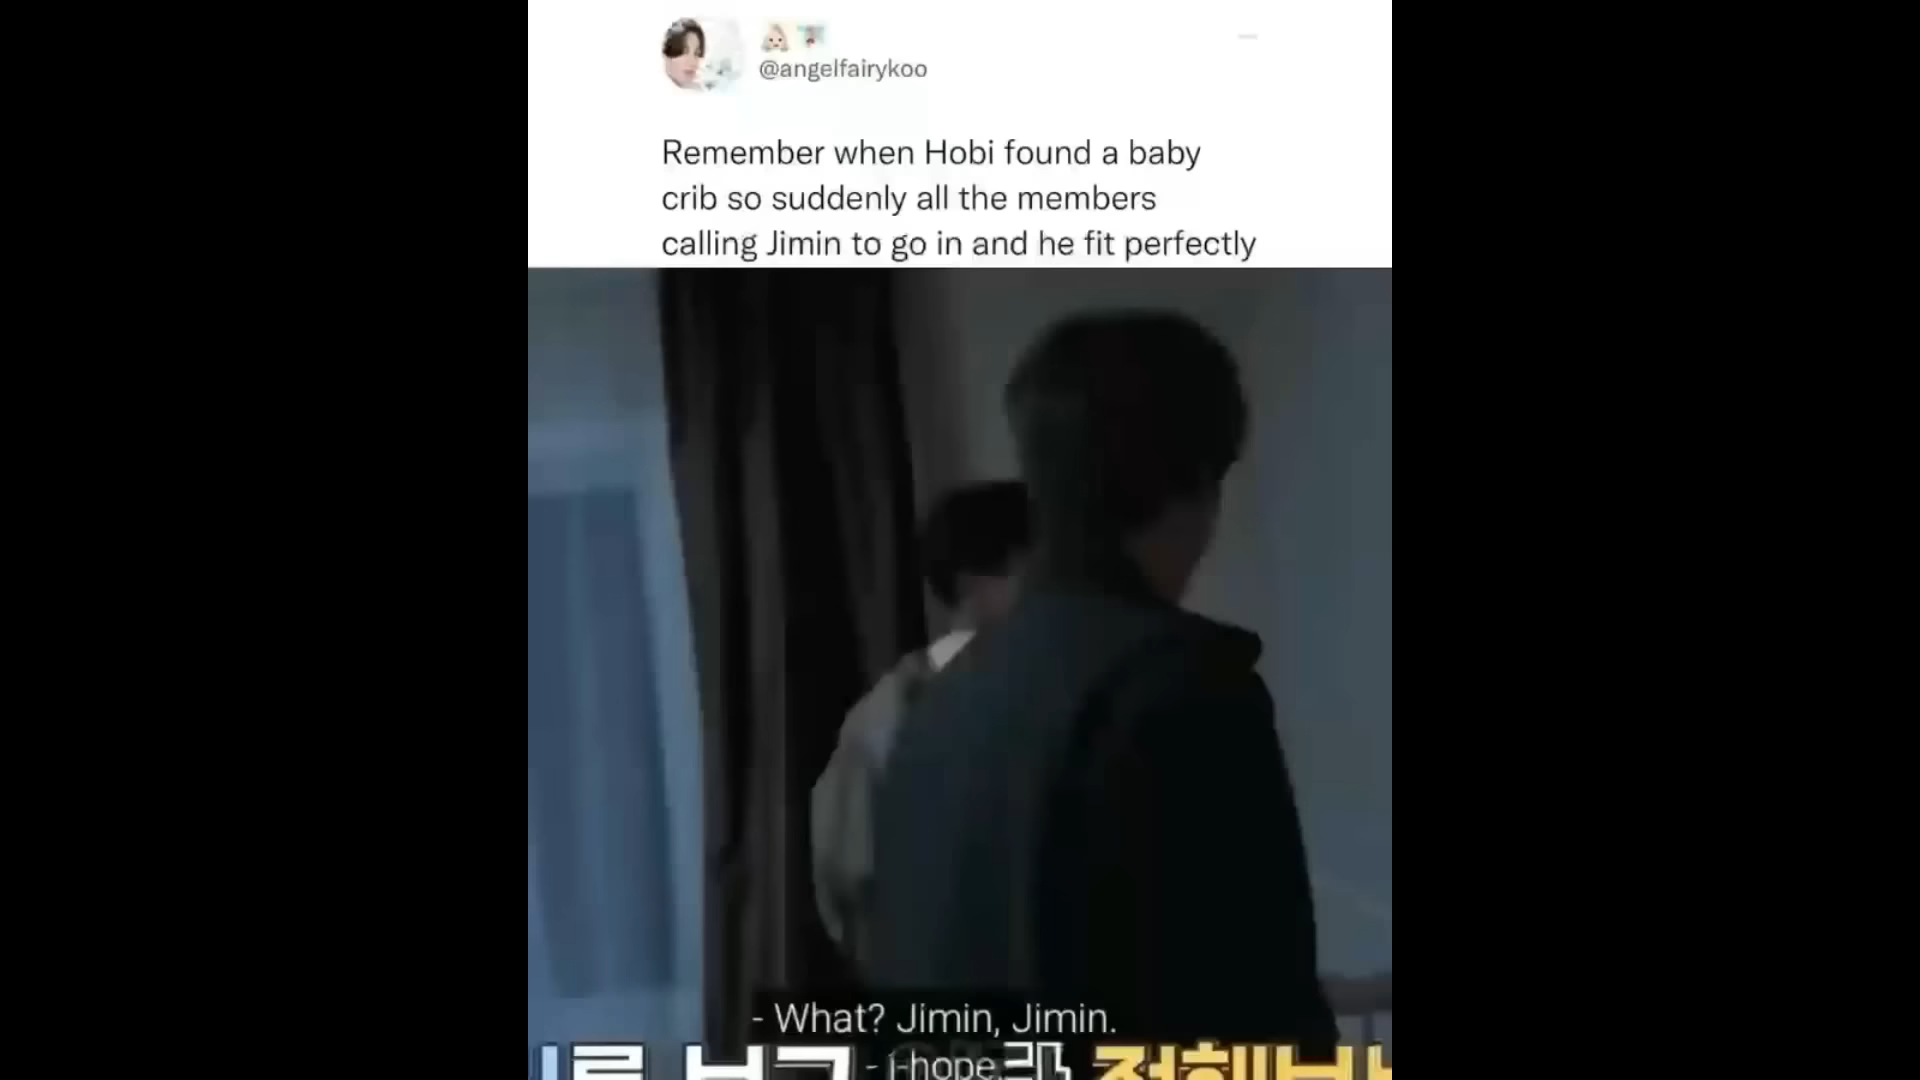 @angelfairykoo
Remember when Hobi found a baby
crib so suddenly all the members
calling Jimin to go in and he fit perfectly
- What? Jimin, Jimin.
- j-hope.